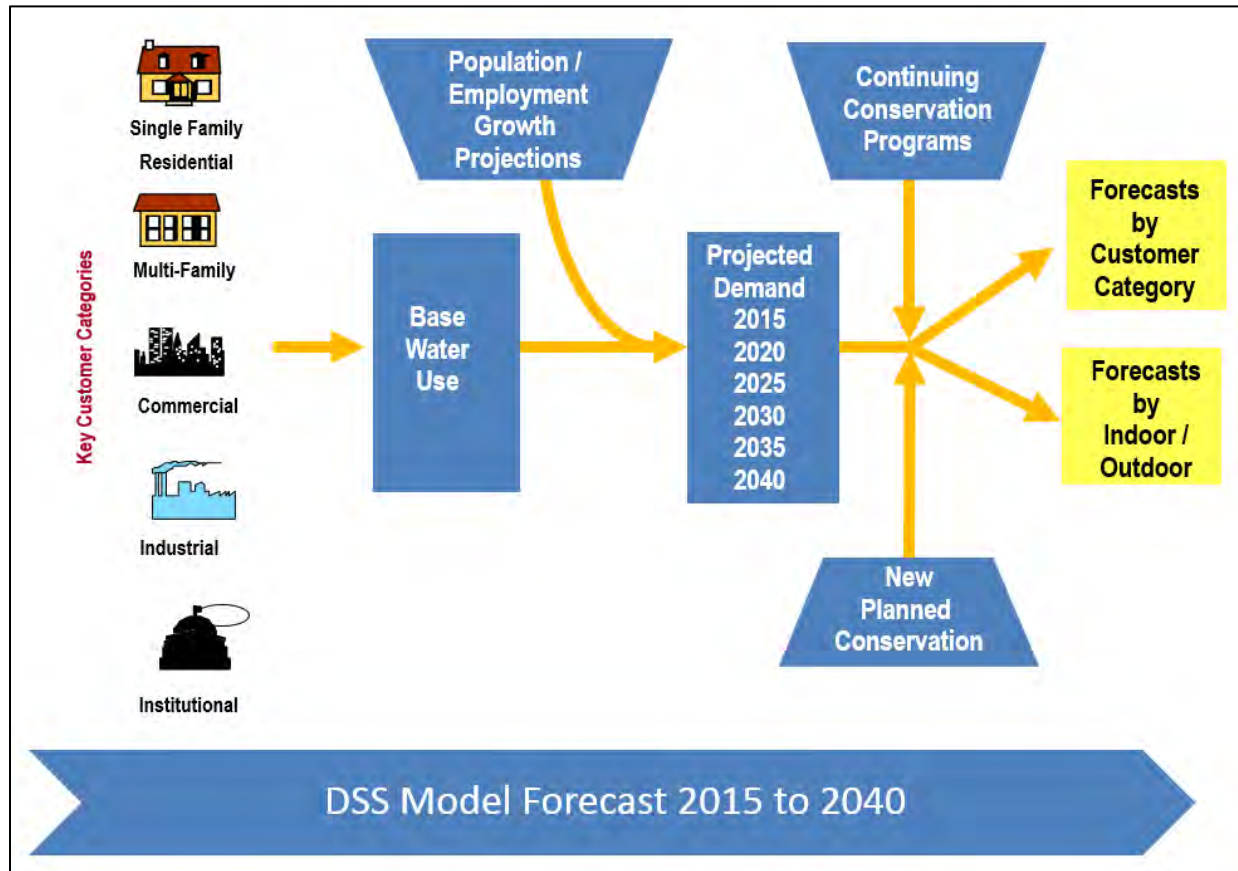 Key Customer Categories
Single Family
Residential
Multi-Family
Commercial
Industrial
Institutional
Population /
Employment
Growth
Projections
Base
Water
Use
Projected
Demand
2015
2020
2025
2030
2035
2040
Continuing
Conservation
Programs
New
Planned
Conservation
Forecasts
by
Customer
Category
Forecasts
by
Indoor /
Outdoor
DSS Model Forecast 2015 to 2040